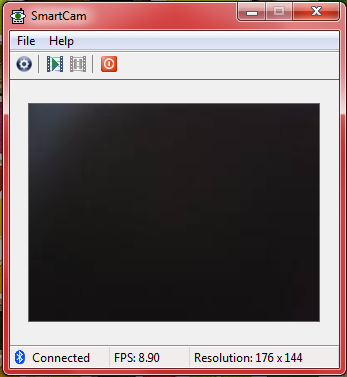 SmartCam
File Help
Connected FPS: 8.90 Resolution: 176 x 144